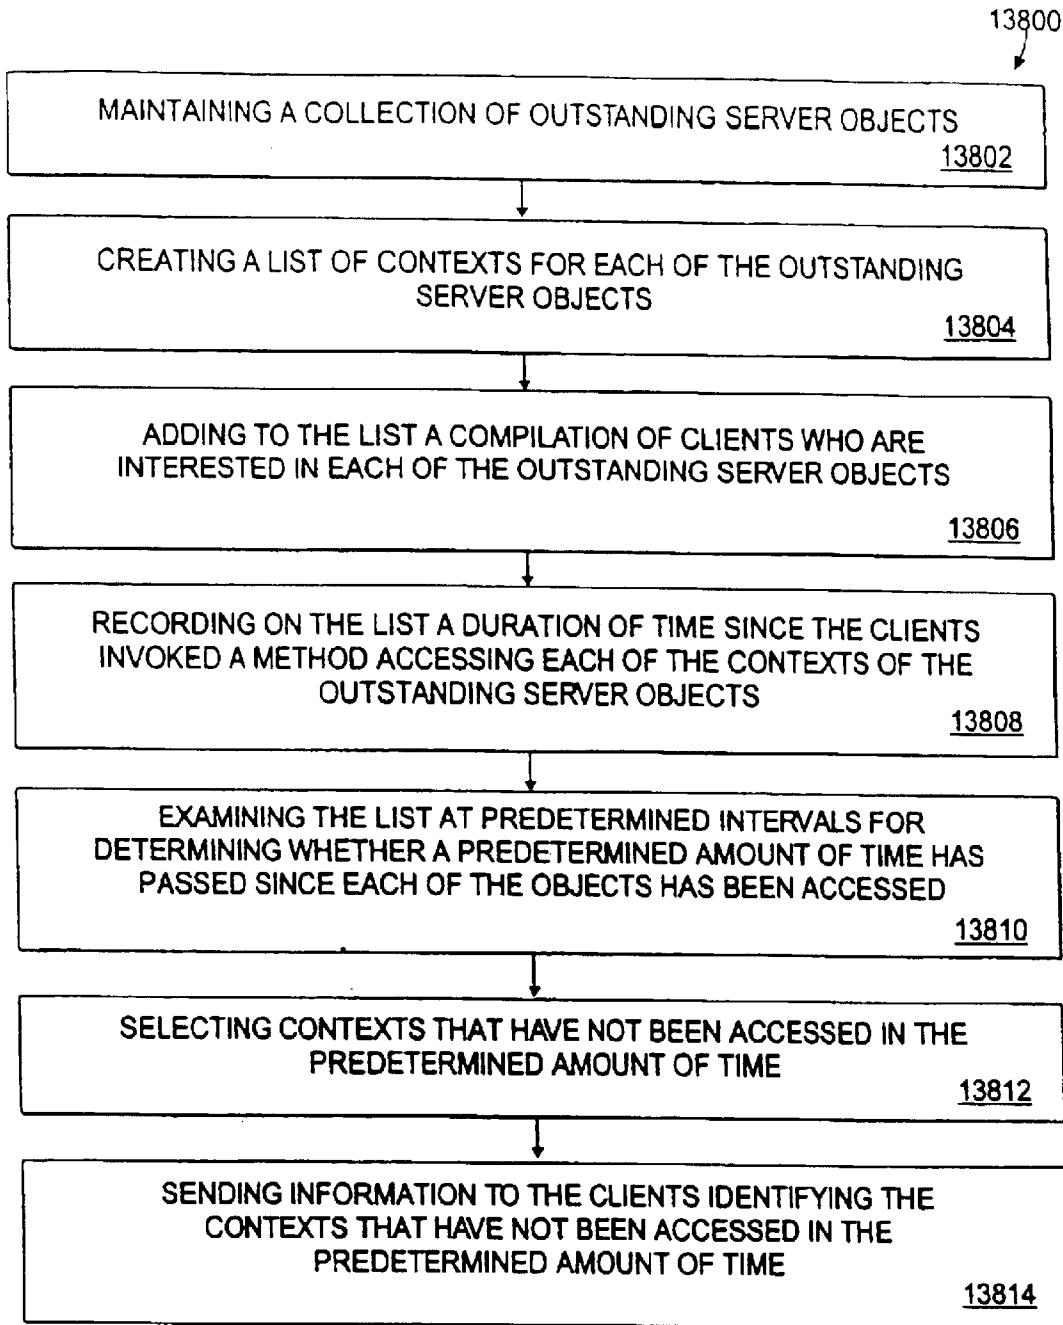 13800
MAINTAINING A COLLECTION OF OUTSTANDING SERVER OBJECTS
13802
CREATING A LIST OF CONTEXTS FOR EACH OF THE OUTSTANDING
SERVER OBJECTS
13804
ADDING TO THE LIST A COMPILATION OF CLIENTS WHO ARE
INTERESTED IN EACH OF THE OUTSTANDING SERVER OBJECTS
13806
RECORDING ON THE LIST A DURATION OF TIME SINCE THE CLIENTS
INVOKED A METHOD ACCESSING EACH OF THE CONTEXTS OF THE
OUTSTANDING SERVER OBJECTS
13808
EXAMINING THE LIST AT PREDETERMINED INTERVALS FOR
DETERMINING WHETHER A PREDETERMINED AMOUNT OF TIME HAS
PASSED SINCE EACH OF THE OBJECTS HAS BEEN ACCESSED
13810
SELECTING CONTEXTS THAT HAVE NOT BEEN ACCESSED IN THE
PREDETERMINED AMOUNT OF TIME
13812
SENDING INFORMATION TO THE CLIENTS IDENTIFYING THE
CONTEXTS THAT HAVE NOT BEEN ACCESSED IN THE
PREDETERMINED AMOUNT OF TIME
13814